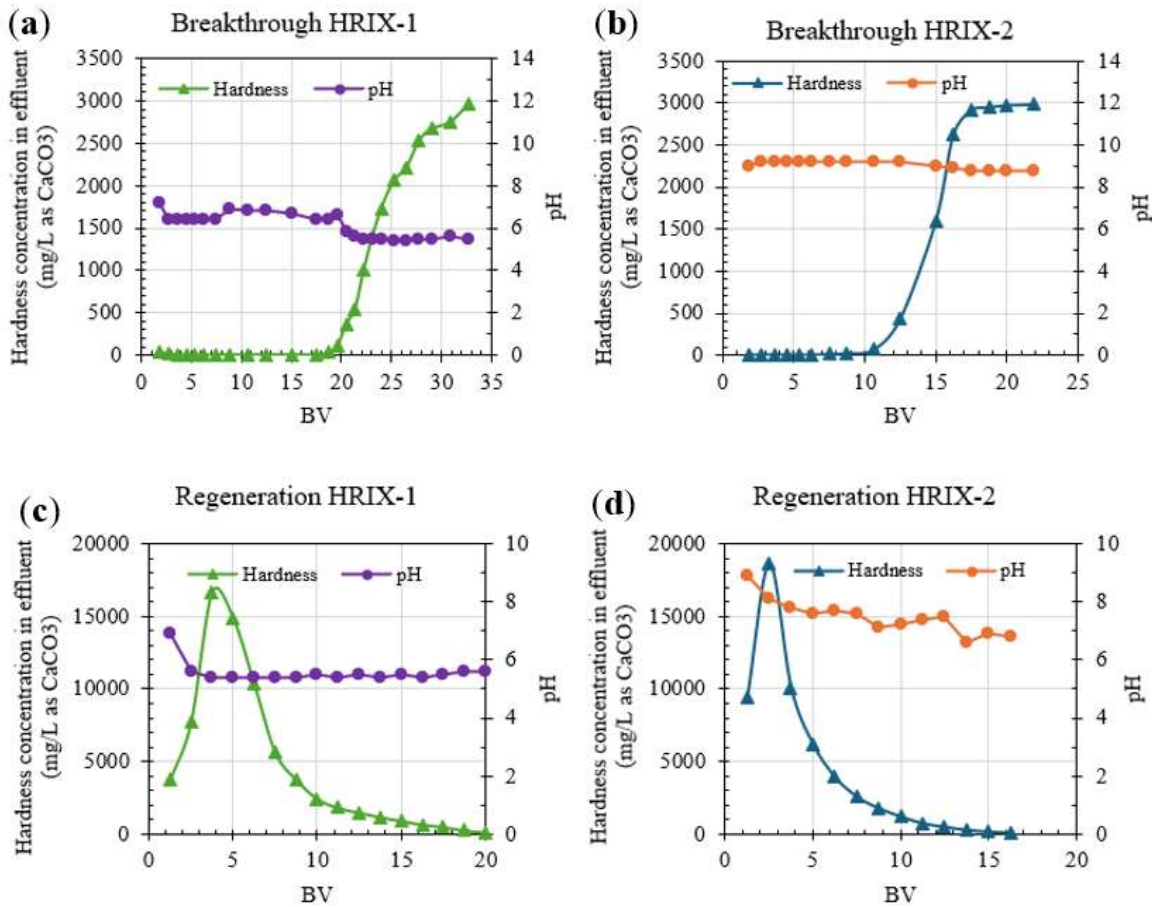 (a)
Breakthrough HRIX-1
Hardness concentration in effluent
(mg/L as CaCO3)
3500
3000
2500
2000
1500
1000
500
0
Hardness
pH
14
12
10
8
6
4
2
0
pH
0 5 10 15 20 25 30 35
BV
(b)
Breakthrough HRIX-2
Hardness concentration in effluent
(mg/L as CaCO3)
3500
3000
2500
2000
1500
1000
500
0
Hardness
pH
14
12
10
8
6
4
2
0
pH
0 5 10 15 20 25
BV
(c)
Regeneration HRIX-1
Hardness concentration in effluent
(mg/L as CaCO3)
20000
15000
10000
5000
0
Hardness
pH
10
8
6
4
2
0
pH
0 5 10 15 20
BV
(d)
Regeneration HRIX-2
Hardness concentration in effluent
(mg/L as CaCO3)
20000
15000
10000
5000
0
Hardness
pH
10
8
6
4
2
0
pH
0 5 10 15 20
BV